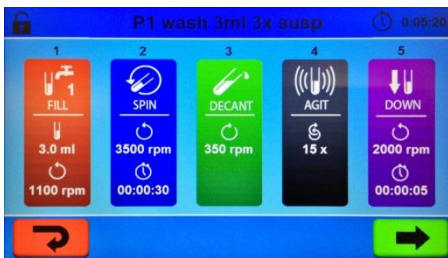 P1 wash 3ml 3x susp
0:05:20
1
2
3
4
5
1
FILL
SPIN
DECANT
AGIT
DOWN
3.0 ml
3500 rpm
350 rpm
15 x
2000 rpm
1100 rpm
00:00:30
00:00:05